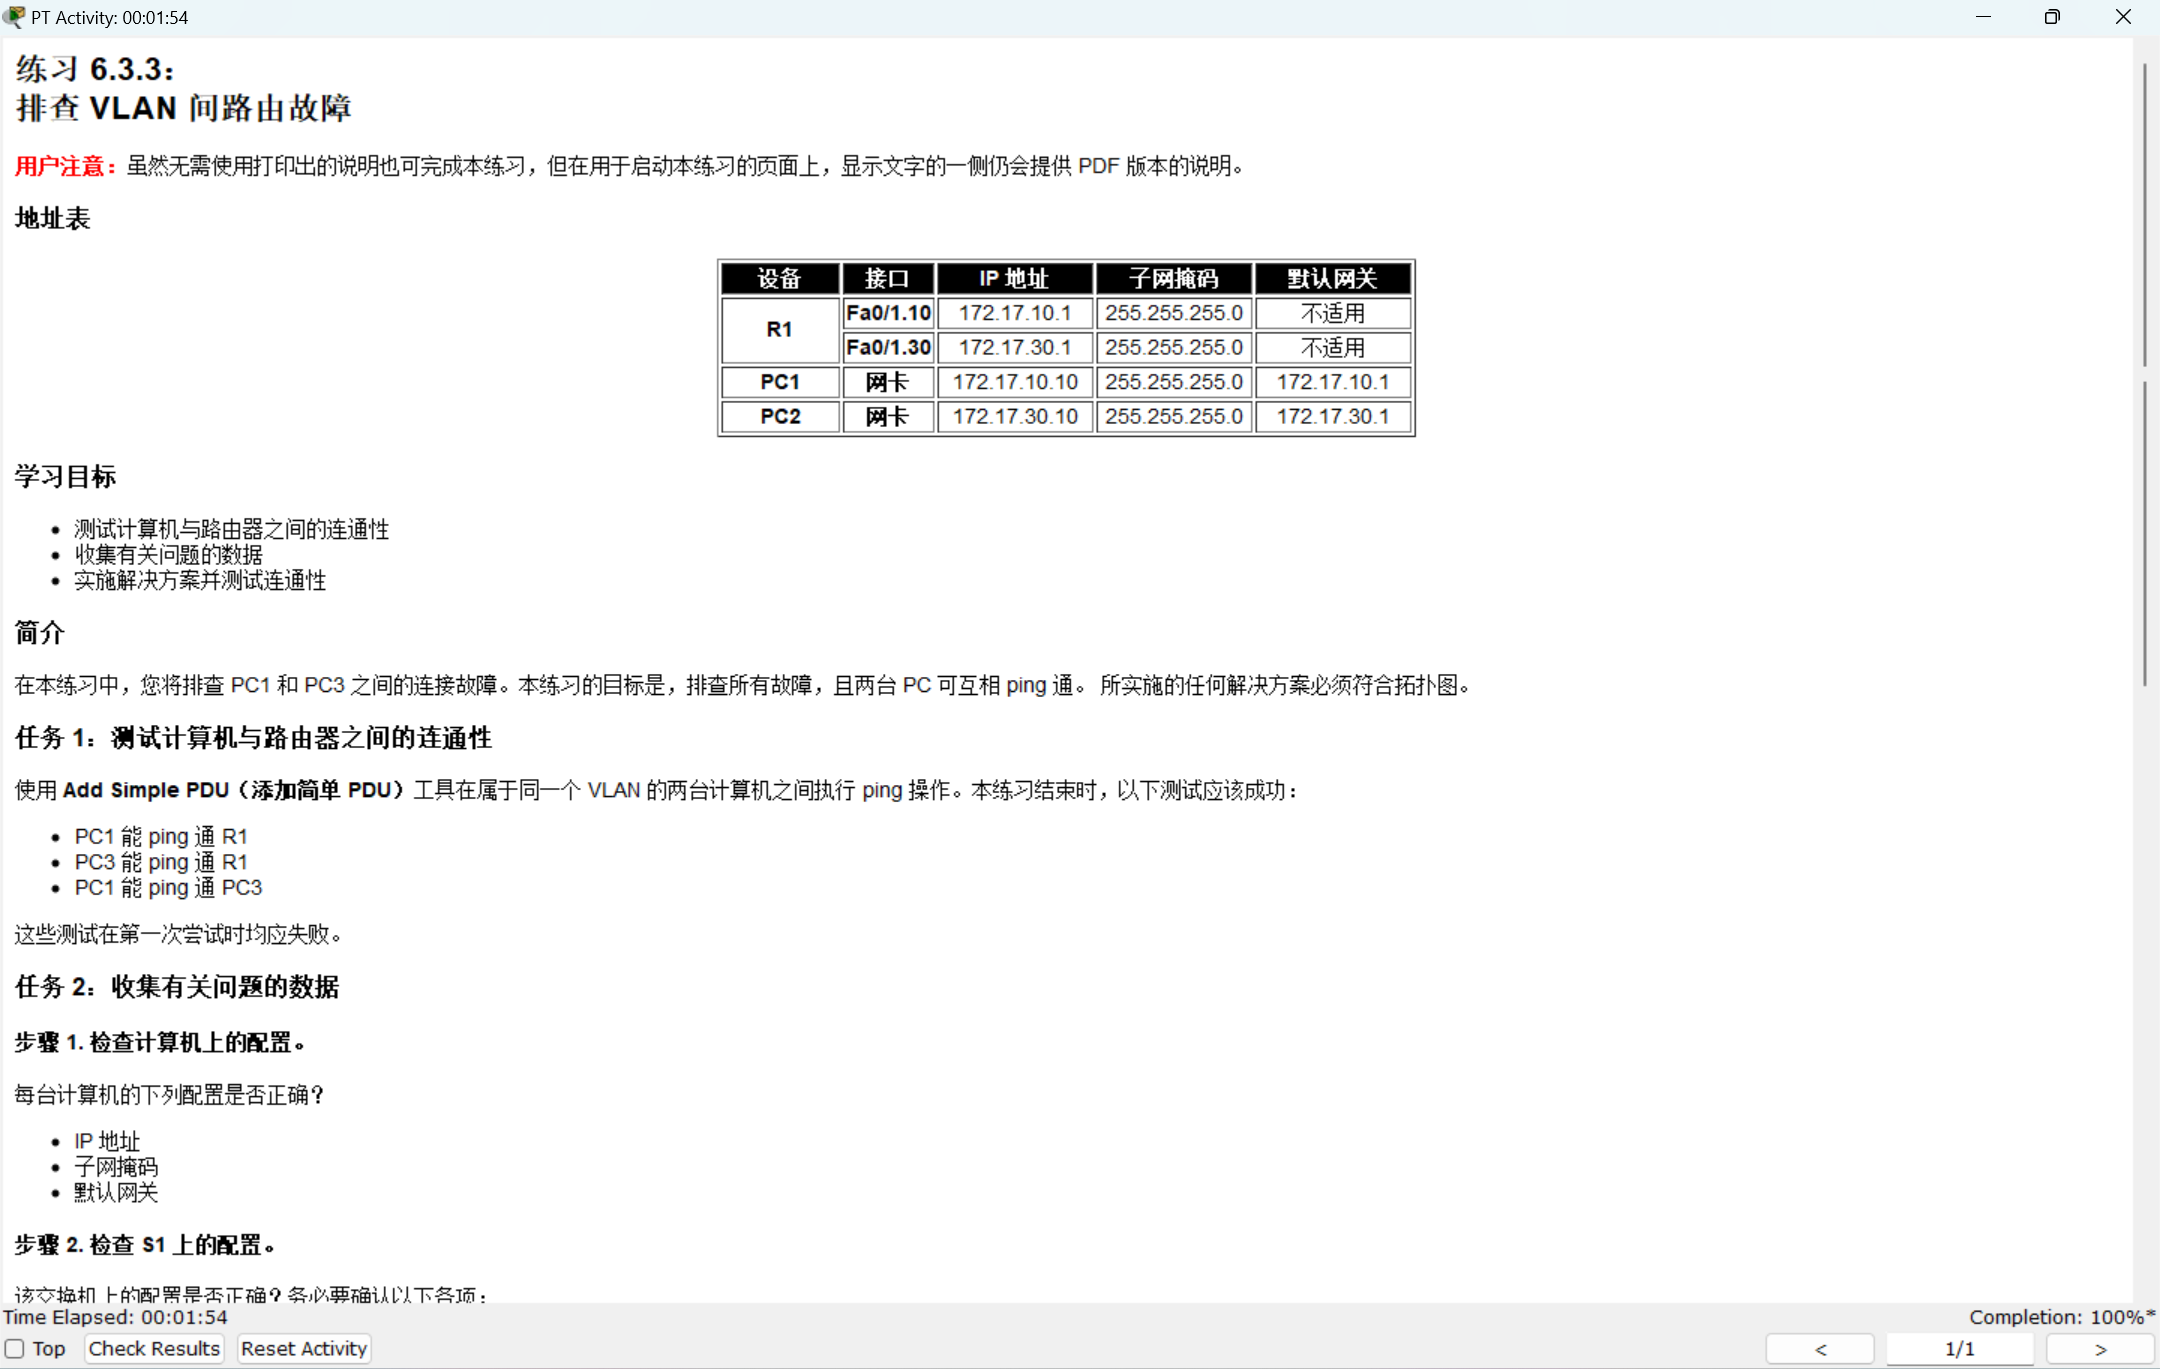 PT Activity: 00:01:54
练习 6.3.3：
排查 VLAN 间路由故障
用户注意：虽然无需使用打印出的说明也可完成本练习，但在用于启动本练习的页面上，显示文字的一侧仍会提供 PDF 版本的说明。
地址表
设备 接口 IP 地址 子网掩码 默认网关
R1 Fa0/1.10 172.17.10.1 255.255.255.0 不适用
Fa0/1.30 172.17.30.1 255.255.255.0 不适用
PC1 网卡 172.17.10.10 255.255.255.0 172.17.10.1
PC2 网卡 172.17.30.10 255.255.255.0 172.17.30.1
学习目标
• 测试计算机与路由器之间的连通性
• 收集有关问题的数据
• 实施解决方案并测试连通性
简介
在本练习中，您将排查 PC1 和 PC3 之间的连接故障。本练习的目标是，排查所有故障，且两台 PC 可互相 ping 通。 所实施的任何解决方案必须符合拓扑图。
任务 1：测试计算机与路由器之间的连通性
使用 Add Simple PDU（添加简单 PDU）工具在属于同一个 VLAN 的两台计算机之间执行 ping 操作。本练习结束时，以下测试应该成功：
• PC1 能 ping 通 R1
• PC3 能 ping 通 R1
• PC1 能 ping 通 PC3
这些测试在第一次尝试时均应失败。
任务 2：收集有关问题的数据
步骤 1. 检查计算机上的配置。
每台计算机的下列配置是否正确？
• IP 地址
• 子网掩码
• 默认网关
步骤 2. 检查 S1 上的配置。
该交换机上的配置是否正确？务必要确认以下各项：
Time Elapsed: 00:01:54 Completion: 100%*
Top Check Results Reset Activity < 1/1 >